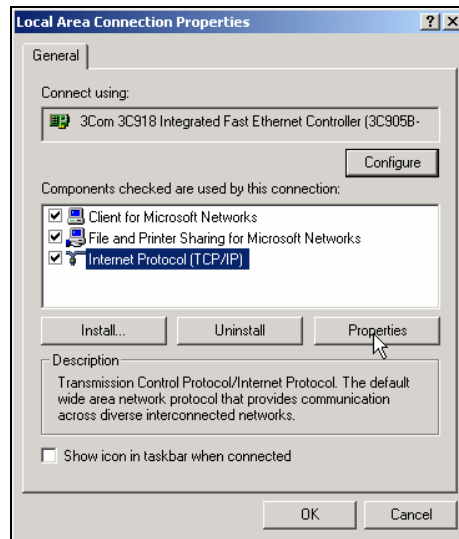 Local Area Connection Properties
General
Connect using:
3Com 3C918 Integrated Fast Ethernet Controller (3C905B-
Configure
Components checked are used by this connection:
Client for Microsoft Networks
File and Printer Sharing for Microsoft Networks
Internet Protocol (TCP/IP)
Install... Uninstall Properties
Description
Transmission Control Protocol/Internet Protocol. The default
wide area network protocol that provides communication
across diverse interconnected networks.
Show icon in taskbar when connected
OK Cancel